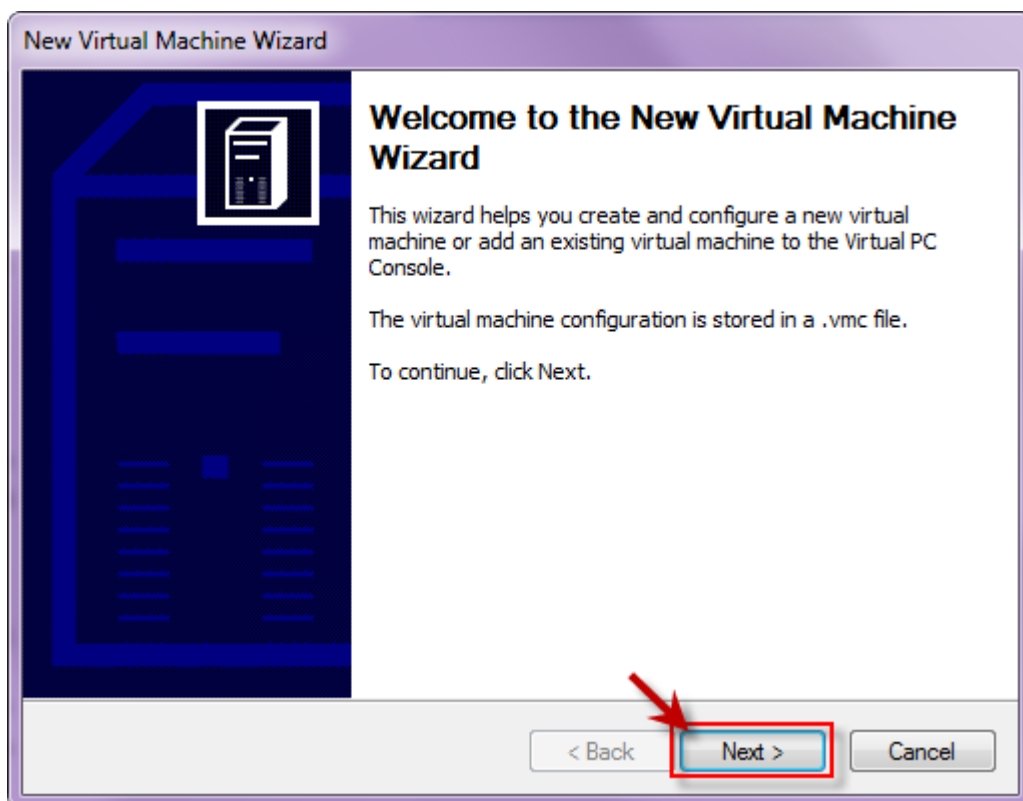 New Virtual Machine Wizard
Welcome to the New Virtual Machine
Wizard
This wizard helps you create and configure a new virtual
machine or add an existing virtual machine to the Virtual PC
Console.
The virtual machine configuration is stored in a .vmc file.
To continue, click Next.
< Back
Next >
Cancel